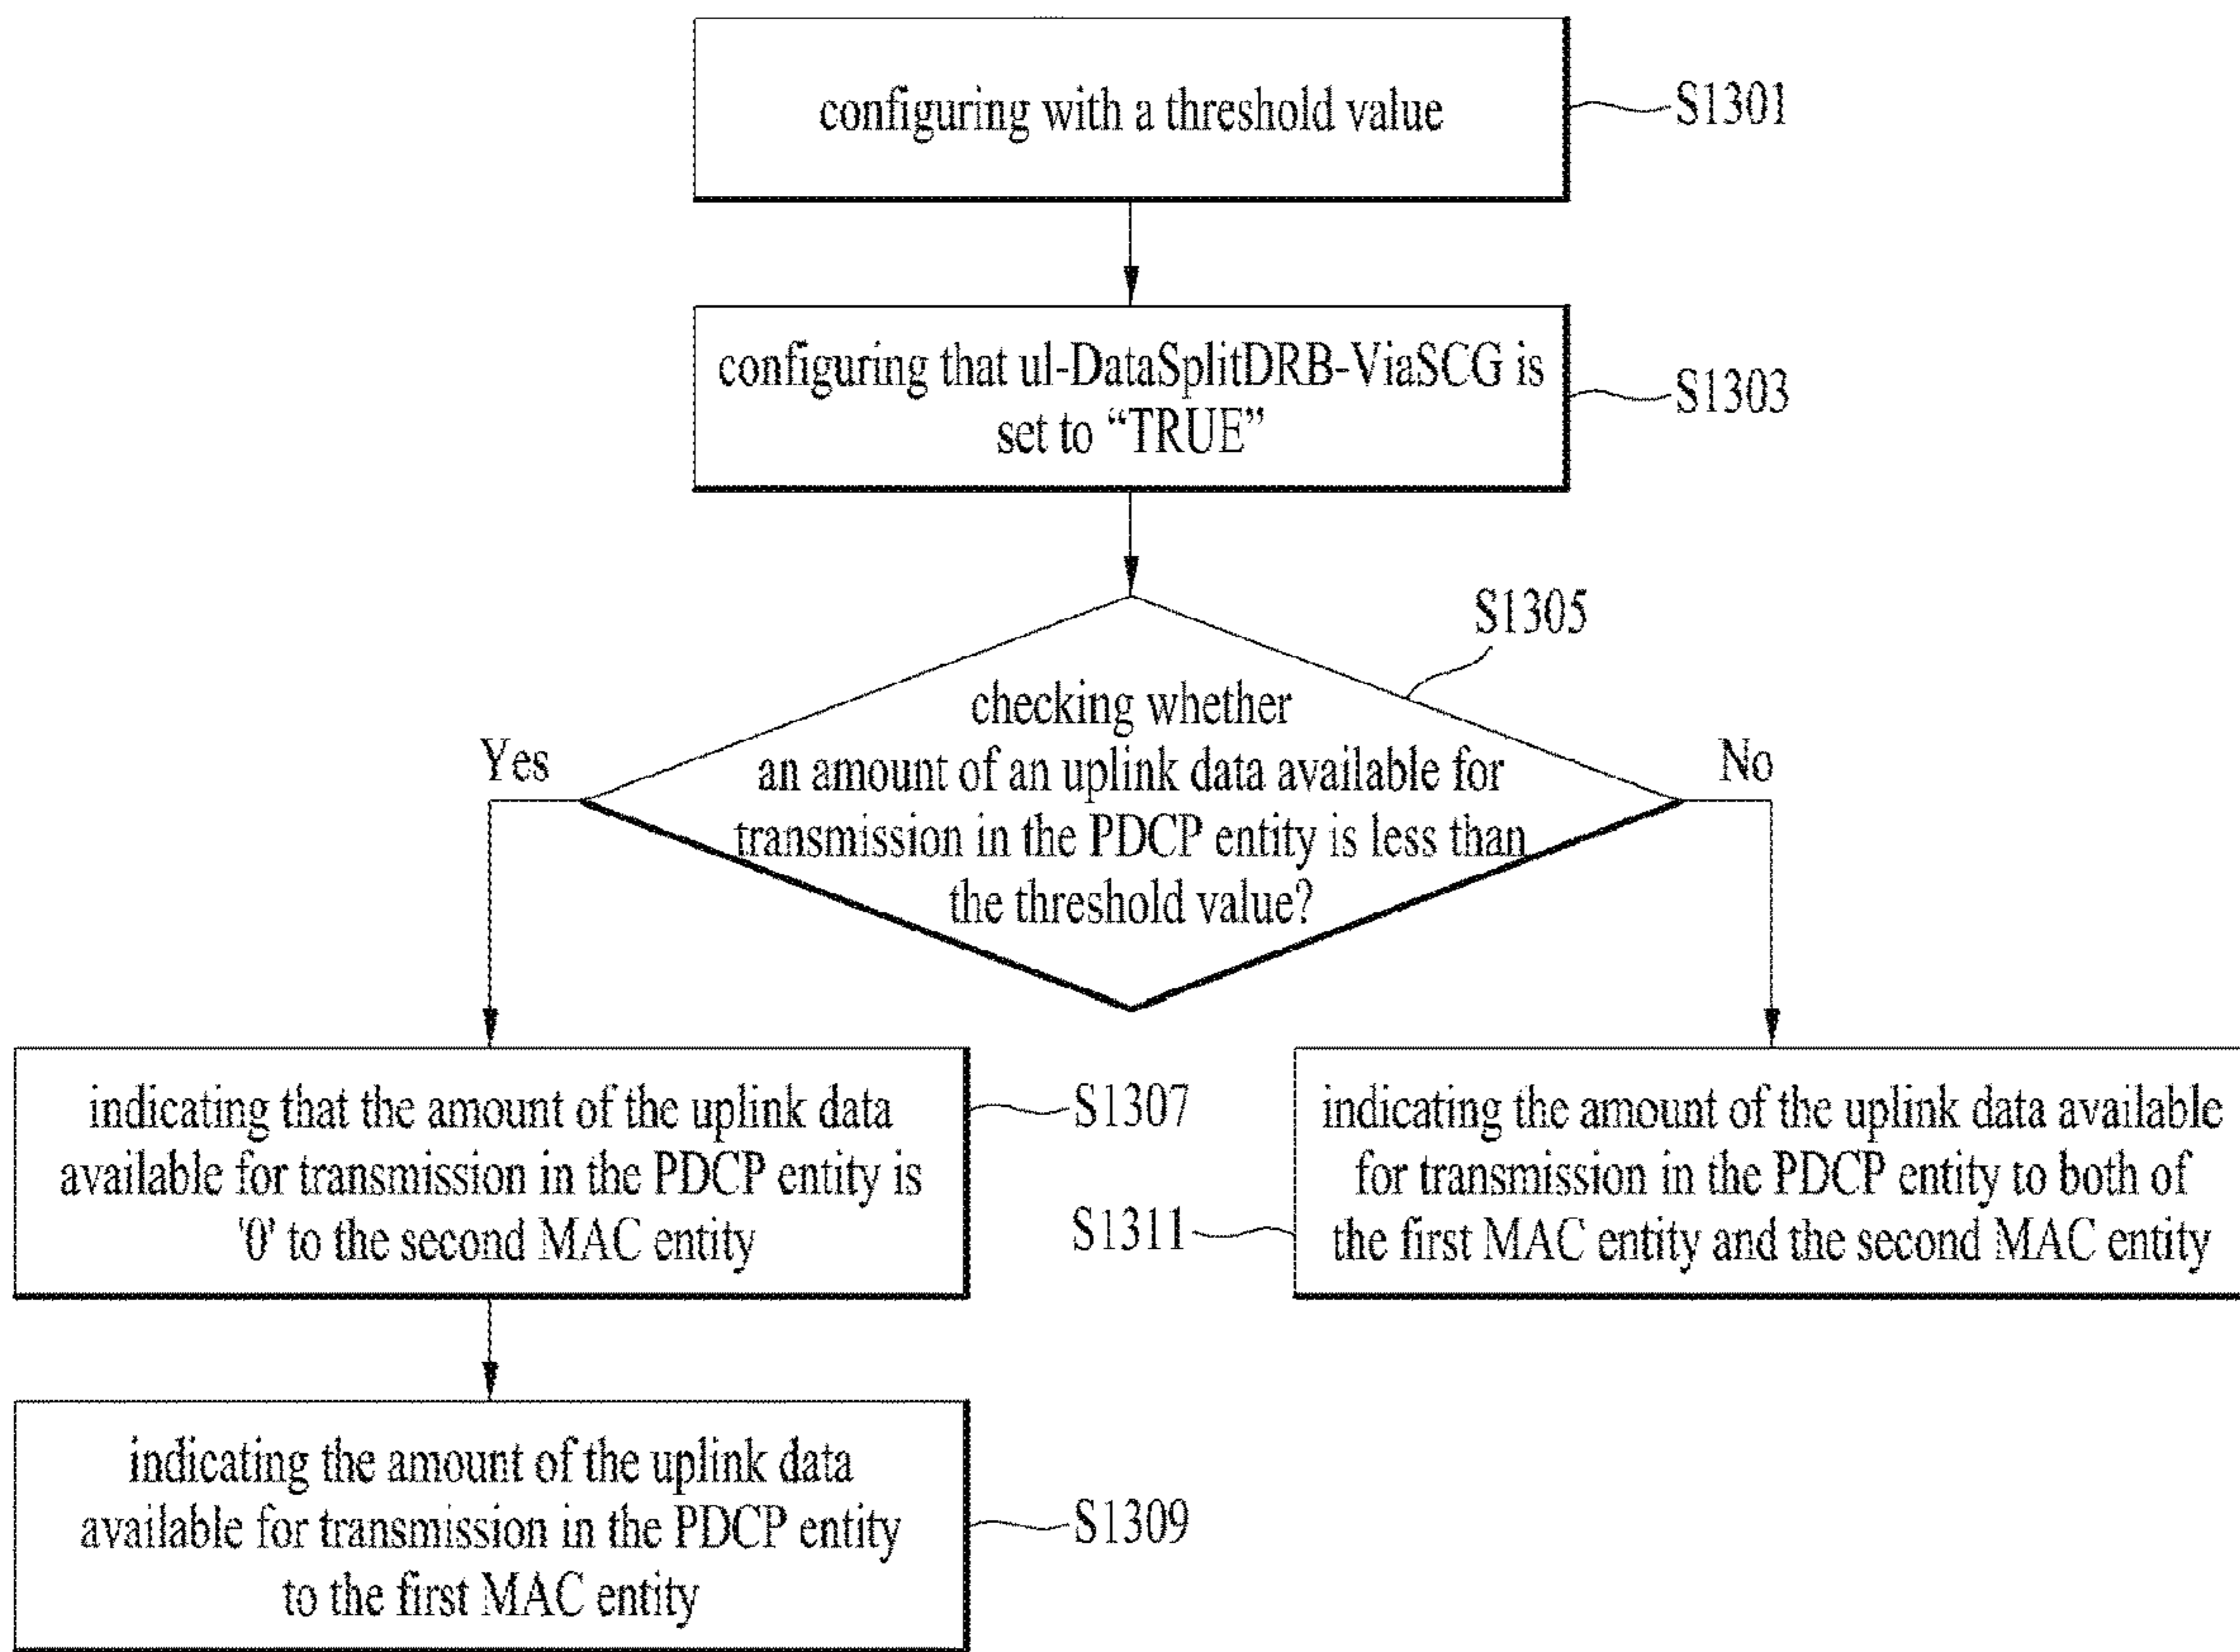 configuring with a threshold value
S1301
configuring that ul-DataSplitDRB-ViaSCG is
set to “TRUE”
S1303
S1305
checking whether
an amount of an uplink data available for
transmission in the PDCP entity is less than
the threshold value?
Yes
No
indicating that the amount of the uplink data
available for transmission in the PDCP entity is
'0' to the second MAC entity
S1307
indicating the amount of the uplink data available
for transmission in the PDCP entity to both of
the first MAC entity and the second MAC entity
S1311
indicating the amount of the uplink data
available for transmission in the PDCP entity
to the first MAC entity
S1309